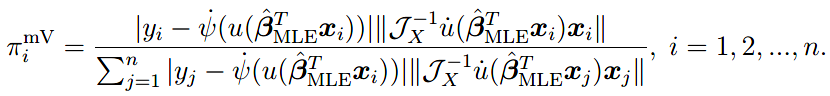 $$\pi_i^{\mathrm{mV}} = \frac{|y_i - \dot{\psi}(u(\hat{\boldsymbol{\beta}}_{\mathrm{MLE}}^T \boldsymbol{x}_i))| \| \mathcal{J}_X^{-1} \dot{u}(\hat{\boldsymbol{\beta}}_{\mathrm{MLE}}^T \boldsymbol{x}_i) \boldsymbol{x}_i \|}{\sum_{j=1}^n |y_j - \dot{\psi}(u(\hat{\boldsymbol{\beta}}_{\mathrm{MLE}}^T \boldsymbol{x}_i))| \| \mathcal{J}_X^{-1} \dot{u}(\hat{\boldsymbol{\beta}}_{\mathrm{MLE}}^T \boldsymbol{x}_j) \boldsymbol{x}_j \|}, \ i = 1, 2, ..., n.$$